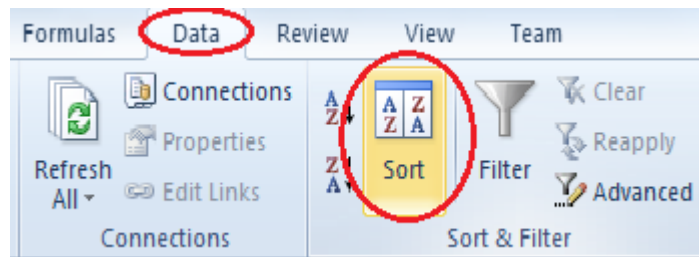 Formulas Data Review View Team
Connections
Properties
Edit Links
Refresh
All
Connections
A
Z
Z
A
A Z
Z A
Sort
Filter
Clear
Reapply
Advanced
Sort & Filter